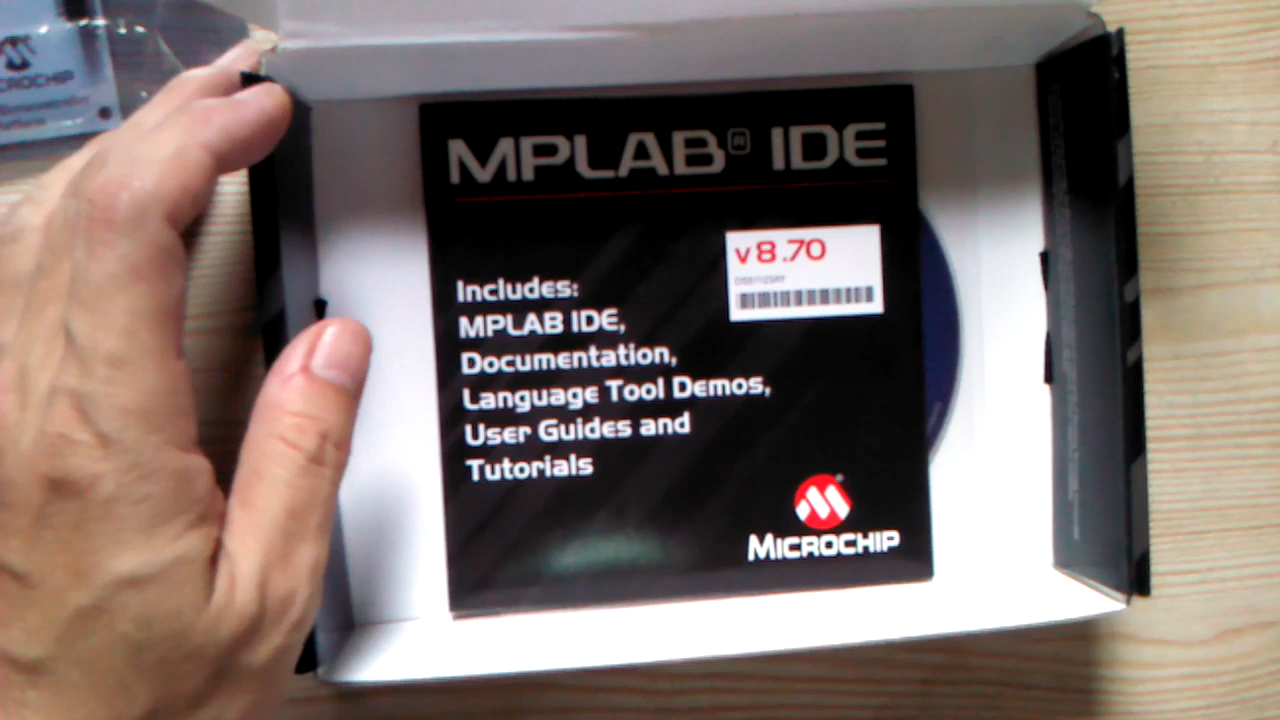 MPLAB® IDE
v8.70
Includes:
MPLAB IDE,
Documentation,
Language Tool Demos,
User Guides and
Tutorials
MICROCHIP